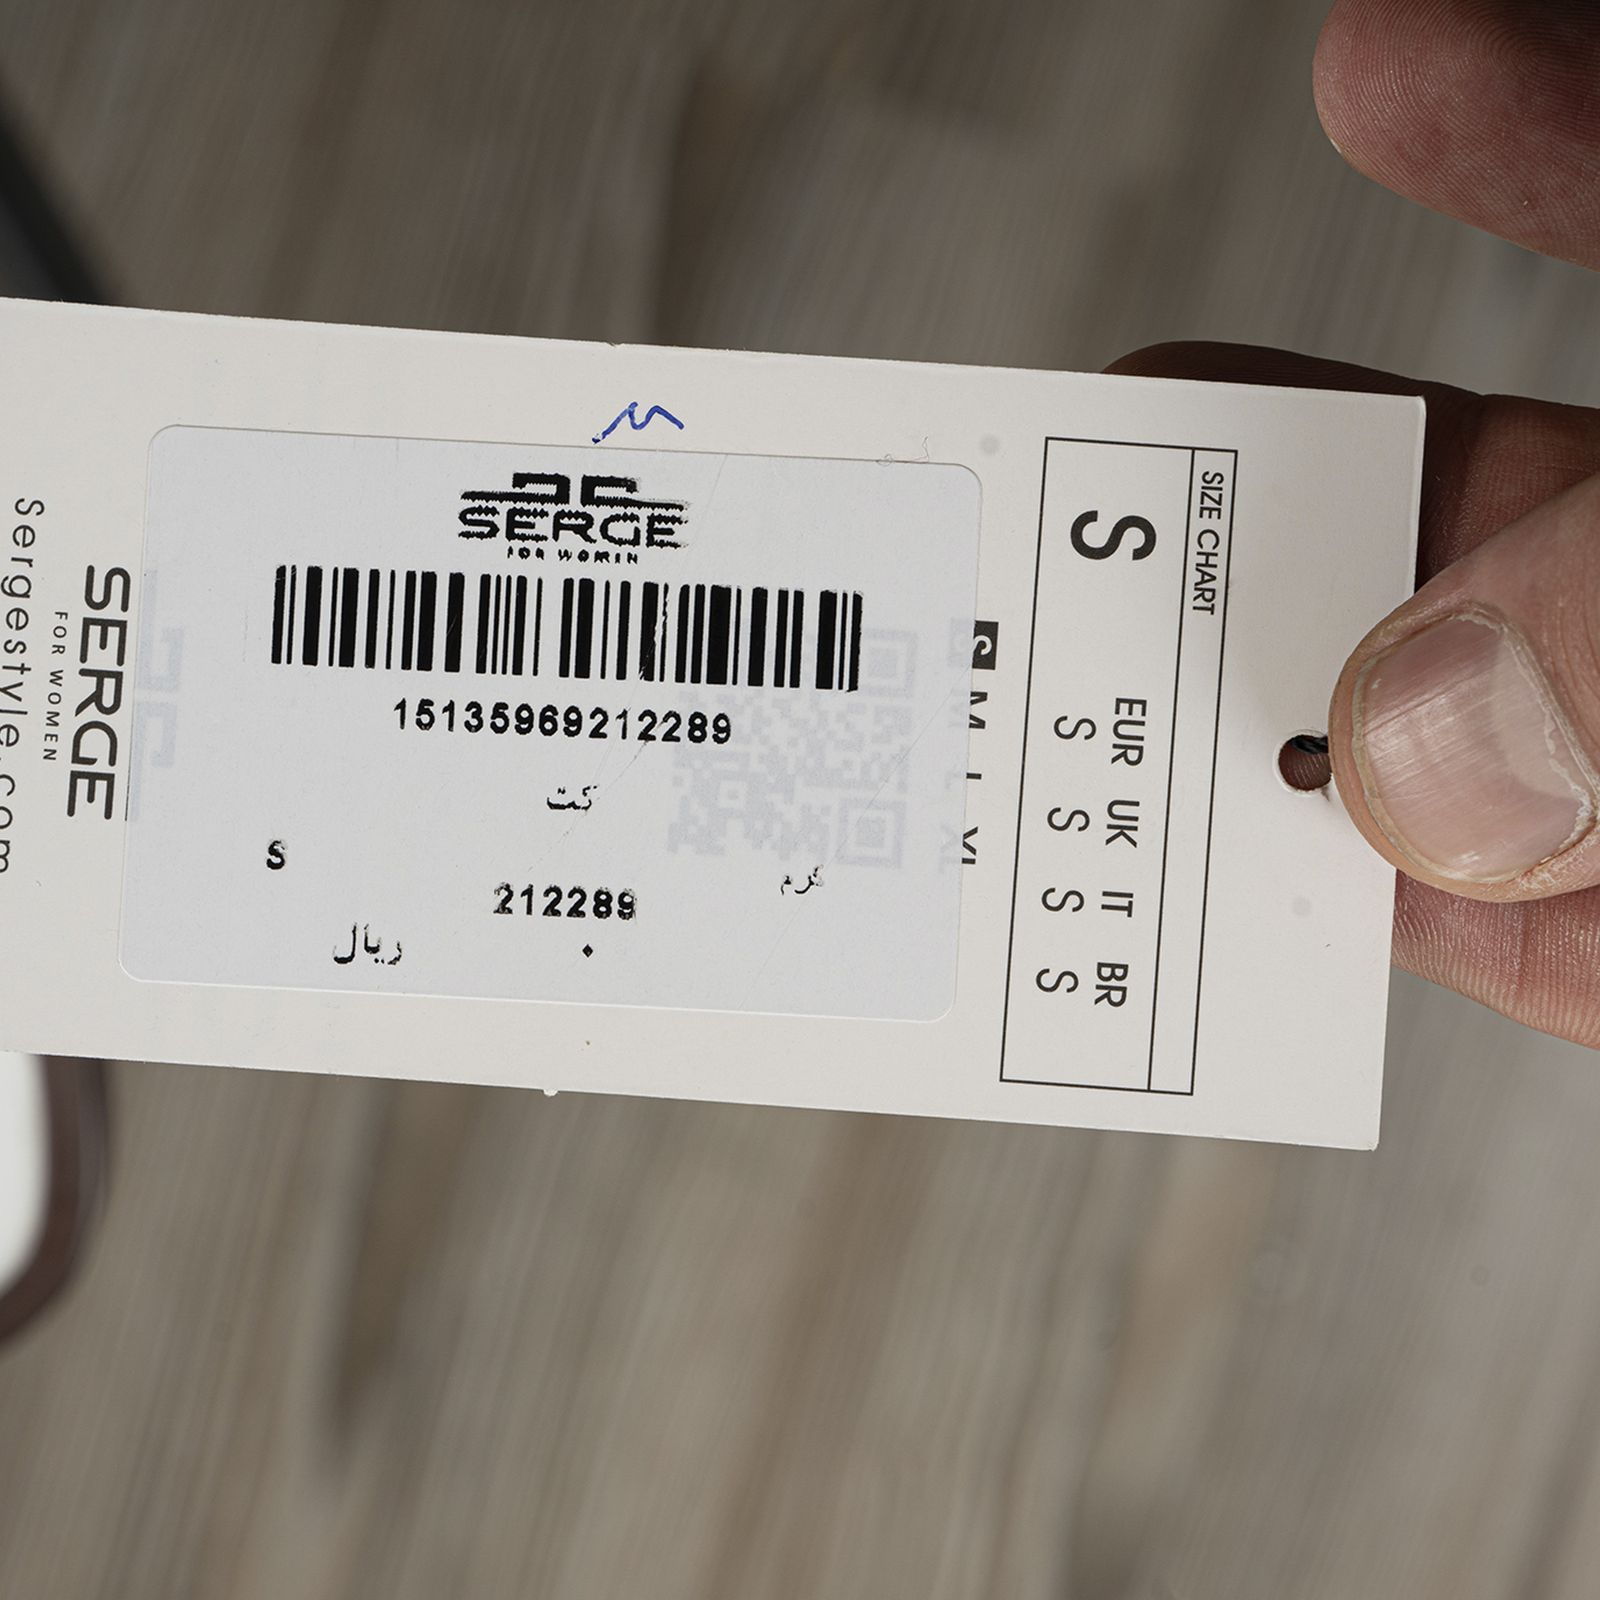 SERGE
FOR WOMEN
15135969212289
کت
S
کرم
212289
ریال
۰
SIZE CHART
S
EUR UK IT BR
S S S S
S M L XL
SERGE
FOR WOMEN
Sergestyle.com